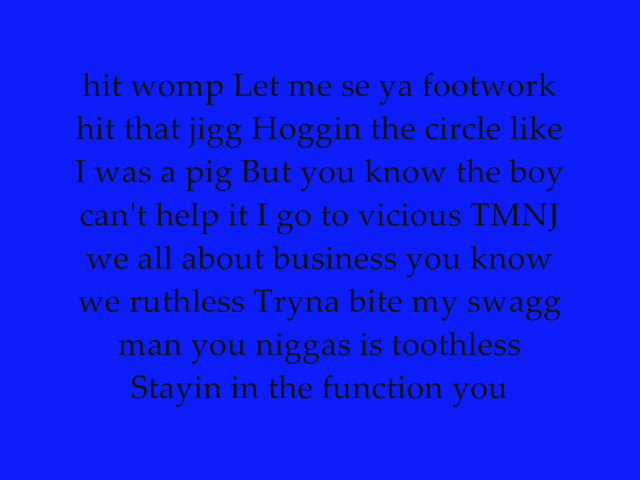 hit womp Let me se ya footwork
hit that jigg Hoggin the circle like
I was a pig But you know the boy
can't help it I go to vicious TMNJ
we all about business you know
we ruthless Tryna bite my swagg
man you niggas is toothless
Stayin in the function you